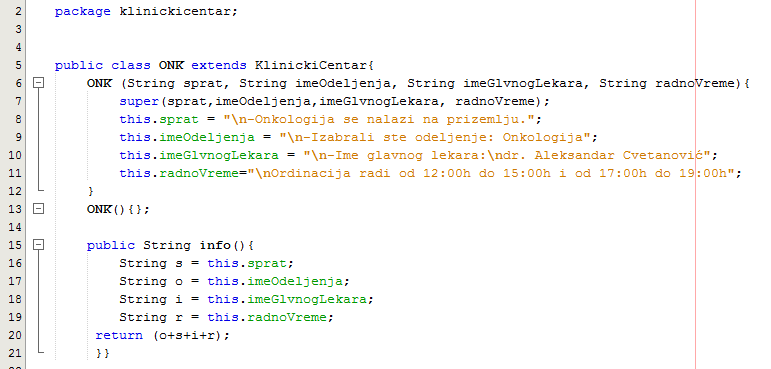 2 package klinickicentar;
3
4
5 public class ONK extends KlinickiCentar{
6 ONK (String sprat, String imeOdeljenja, String imeGlvnogLekara, String radnoVreme){
7 super(sprat,imeOdeljenja,imeGlvnogLekara, radnoVreme);
8 this.sprat = "\n-Onkologija se nalazi na prizemlju.";
9 this.imeOdeljenja = "\n-Izabrali ste odeljenje: Onkologija";
10 this.imeGlvnogLekara = "\n-Ime glavnog lekara:\ndr. Aleksandar Cvetanović";
11 this.radnoVreme="\nOrdinacija radi od 12:00h do 15:00h i od 17:00h do 19:00h";
12 }
13 ONK(){};
14
15 public String info(){
16 String s = this.sprat;
17 String o = this.imeOdeljenja;
18 String i = this.imeGlvnogLekara;
19 String r = this.radnoVreme;
20 return (o+s+i+r);
21 }}